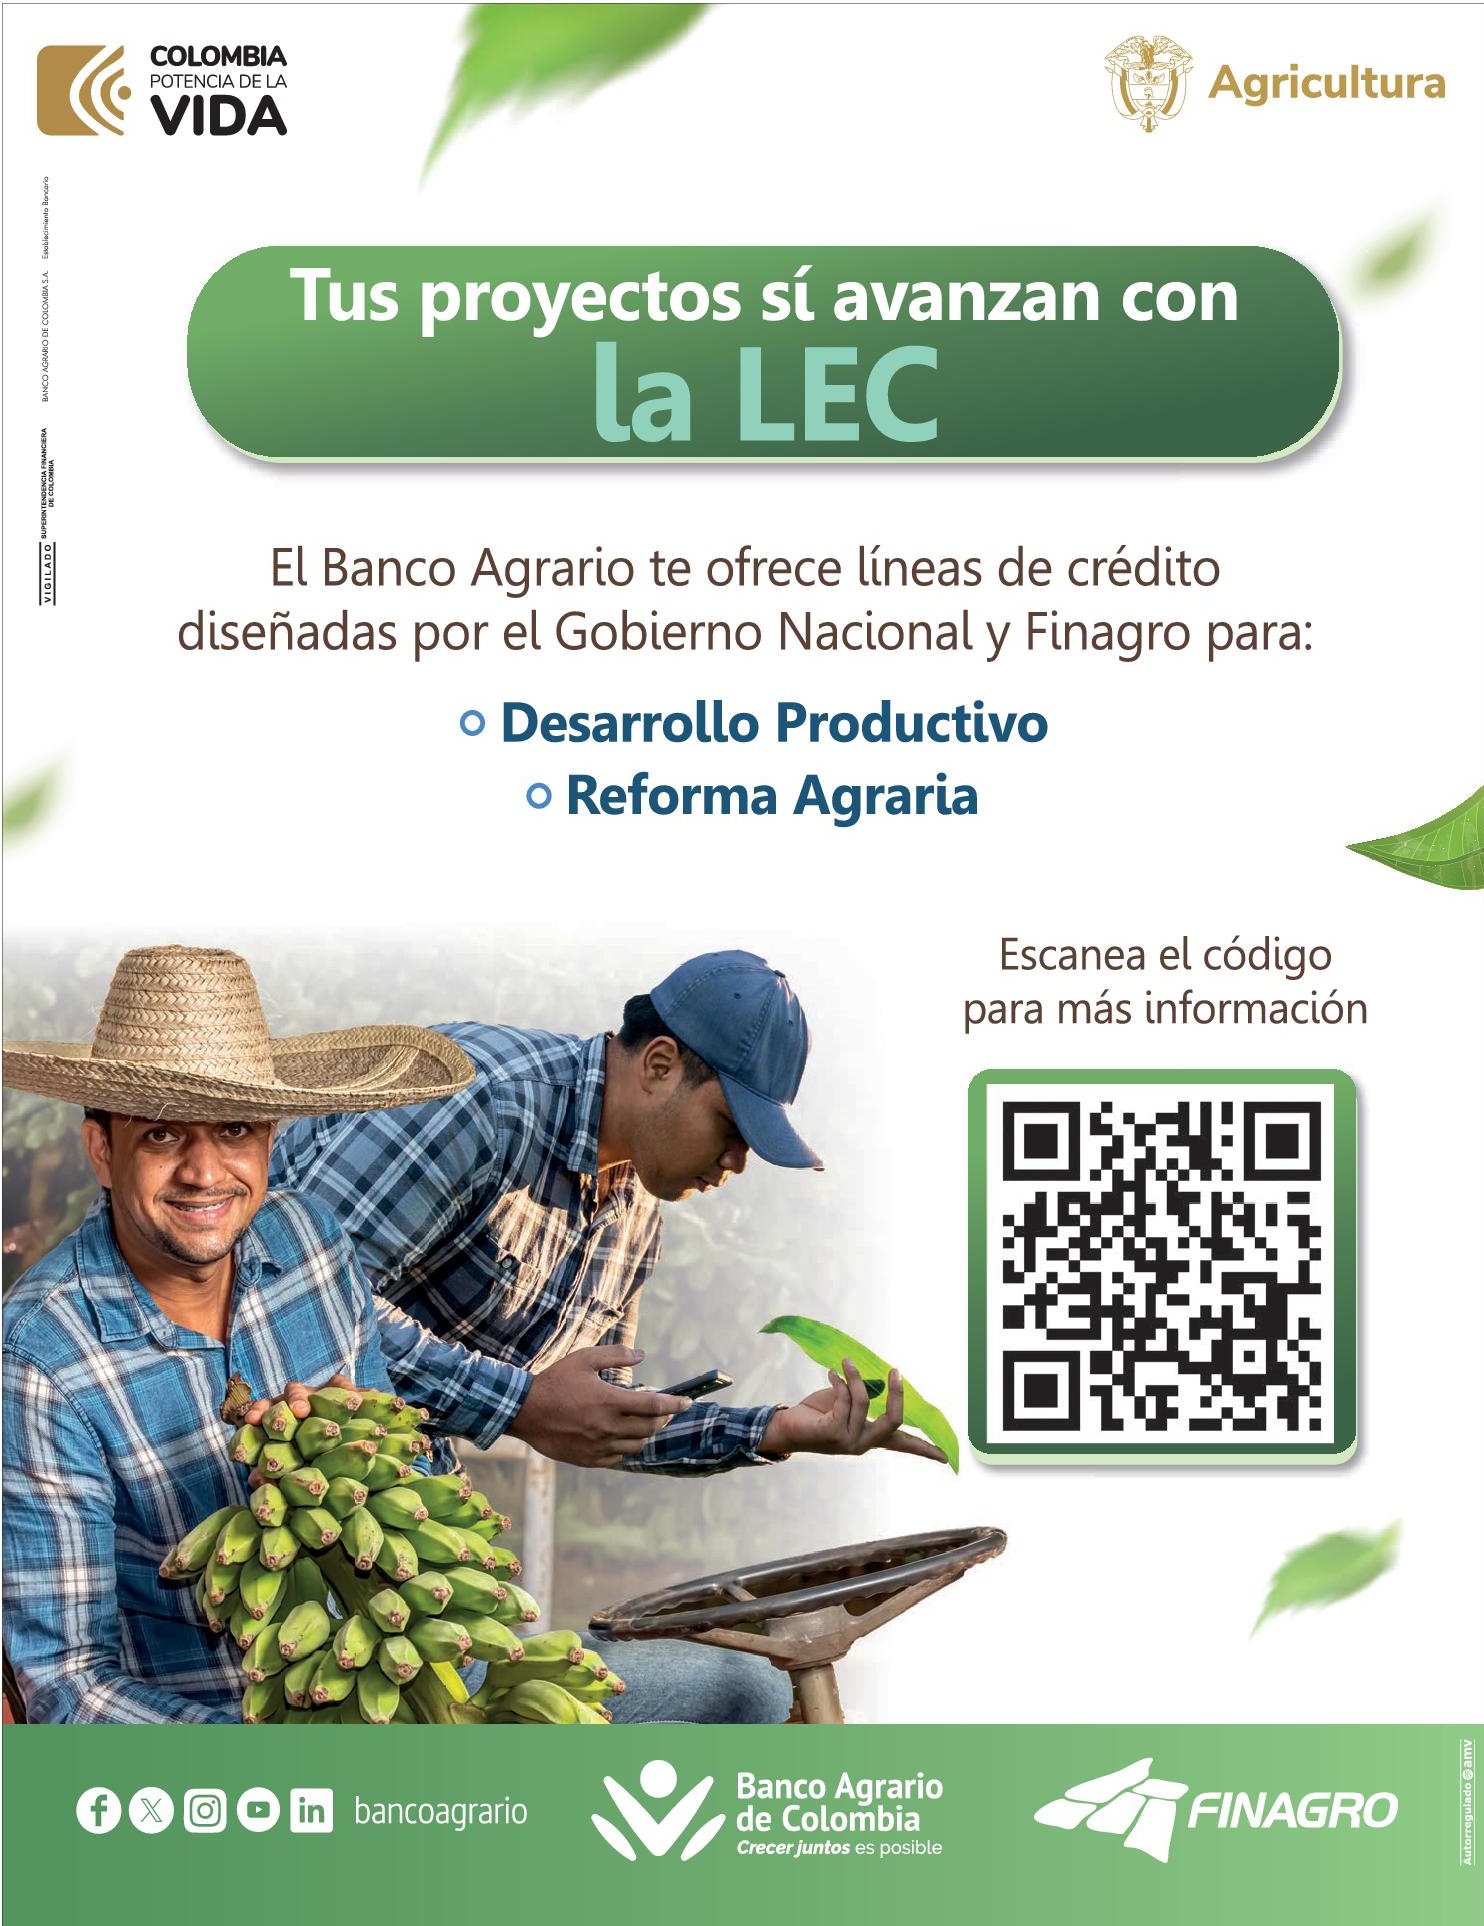 COLOMBIA
POTENCIA DE LA
VIDA
Agricultura
BANCO AGRARIO DE COLOMBIA S.A. Establecimiento Bancario
VIGILADO
SUPERINTENDENCIA FINANCIERA
DE COLOMBIA
Tus proyectos sí avanzan con
la LEC
El Banco Agrario te ofrece líneas de crédito
diseñadas por el Gobierno Nacional y Finagro para:
Desarrollo Productivo
Reforma Agraria
Escanea el código
para más información
bancoagrario
Banco Agrario
de Colombia
Crecer juntos es posible
FINAGRO
Autorregulado amv